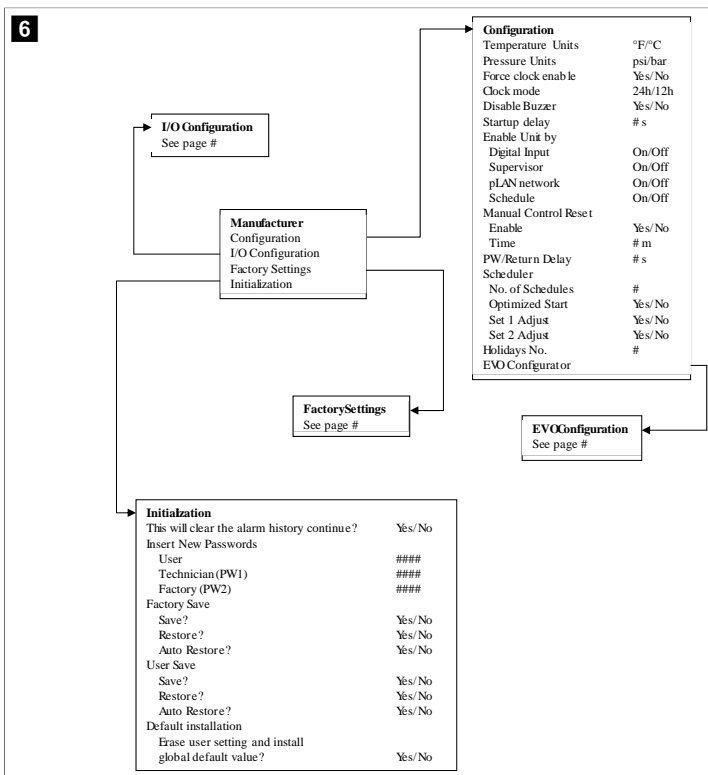 6
I/O Configuration
See page #
Manufacturer
Configuration
I/O Configuration
Factory Settings
Initialization
Configuration
Temperature Units °F/°C
Pressure Units psi/bar
Force clock enable Yes/No
Clock mode 24h/12h
Disable Buzzer Yes/No
Startup delay # s
Enable Unit by
Digital Input On/Off
Supervisor On/Off
pLAN network On/Off
Schedule On/Off
Manual Control Reset
Enable Yes/No
Time # m
PW/Return Delay # s
Scheduler
No. of Schedules #
Optimized Start Yes/No
Set 1 Adjust Yes/No
Set 2 Adjust Yes/No
Holidays No. #
EVO Configurator
FactorySettings
See page #
EVOConfiguration
See page #
Initialzation
This will clear the alarm history continue? Yes/No
Insert New Passwords
User ####
Technician (PW1) ####
Factory (PW2) ####
Factory Save
Save? Yes/No
Restore? Yes/No
Auto Restore? Yes/No
User Save
Save? Yes/No
Restore? Yes/No
Auto Restore? Yes/No
Default installation
Erase user setting and install
global default value? Yes/No